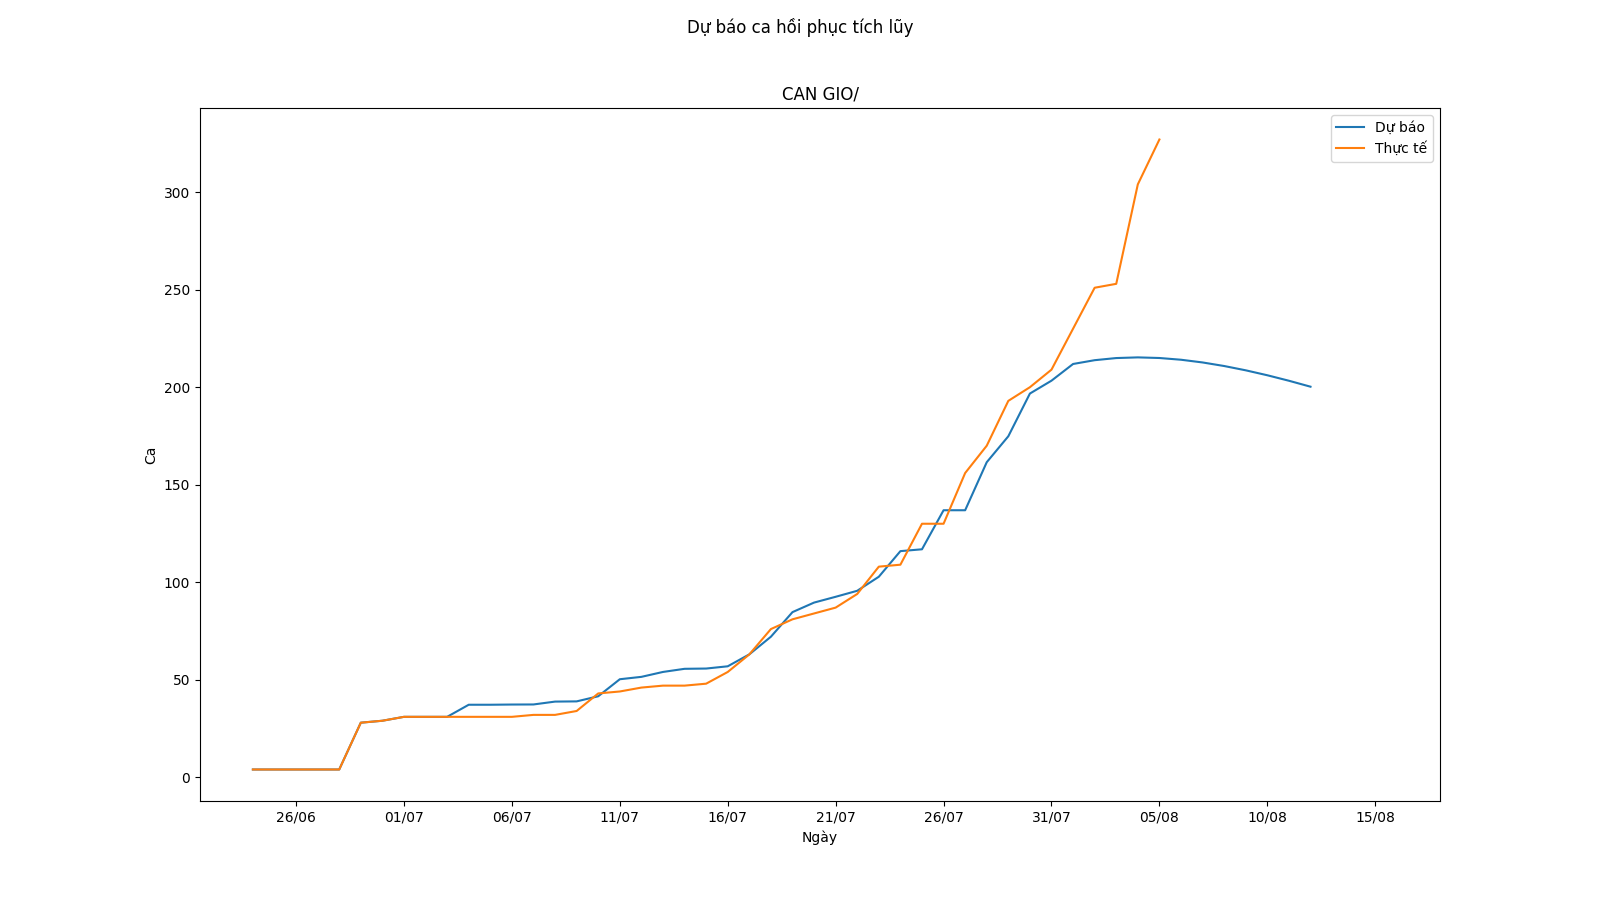 Dự báo ca hồi phục tích lũy
CAN GIO/
Dự báo
Thực tế
300
250
200
150
100
50
0
Ca
26/06 01/07 06/07 11/07 16/07 21/07 26/07 31/07 05/08 10/08 15/08
Ngày